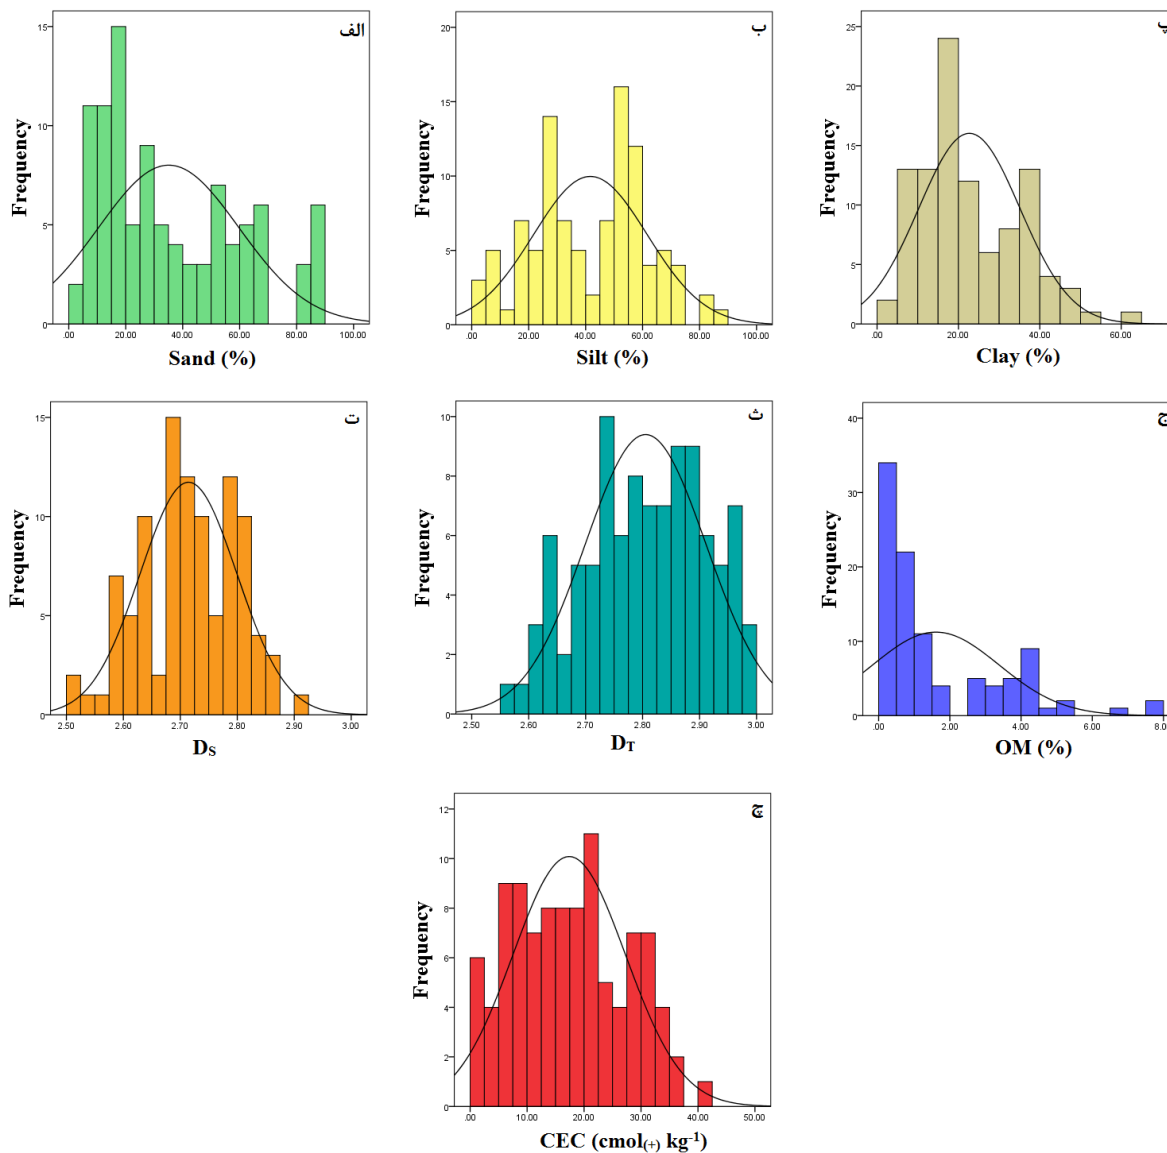 الف
15
10
5
0
Frequency
.00 20.00 40.00 60.00 80.00 100.00
Sand (%)
ب
20
15
10
5
0
Frequency
.00 20.00 40.00 60.00 80.00 100.00
Silt (%)
پ
25
20
15
10
5
0
Frequency
.00 20.00 40.00 60.00
Clay (%)
ت
15
10
5
0
Frequency
2.50 2.60 2.70 2.80 2.90 3.00
DS
ث
10
8
6
4
2
0
Frequency
2.50 2.60 2.70 2.80 2.90 3.00
DT
ج
40
30
20
10
0
Frequency
.00 2.00 4.00 6.00 8.0
OM (%)
چ
12
10
8
6
4
2
0
Frequency
.00 10.00 20.00 30.00 40.00 50.00
CEC (cmol(+) kg-1)